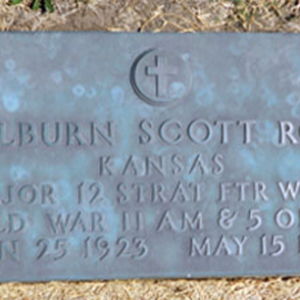 LBURN SCOTT R
KANSAS
JOR 12 STRAT FTR W
LD WAR II AM & 5 O
N 25 1923 MAY 15